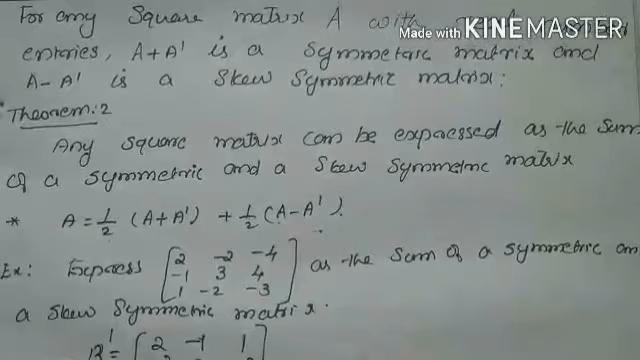 For any Square matrix A with
Made with KINEMASTER
entries, A+A' is a Symmetric matrix and
A- A' is a Skew Symmetric matrix:
Theorem:2
Any Square matrix can be expressed as the Sum
of a symmetric and a Skew Symmetric matrix
* A = 1/2 (A+A') + 1/2 (A-A').
Ex: Express [2 -2 -4
-1 3 4
1 -2 -3] as the Sum of a symmetric an
a skew Symmetric matrix.
B' = [2 -1 1]